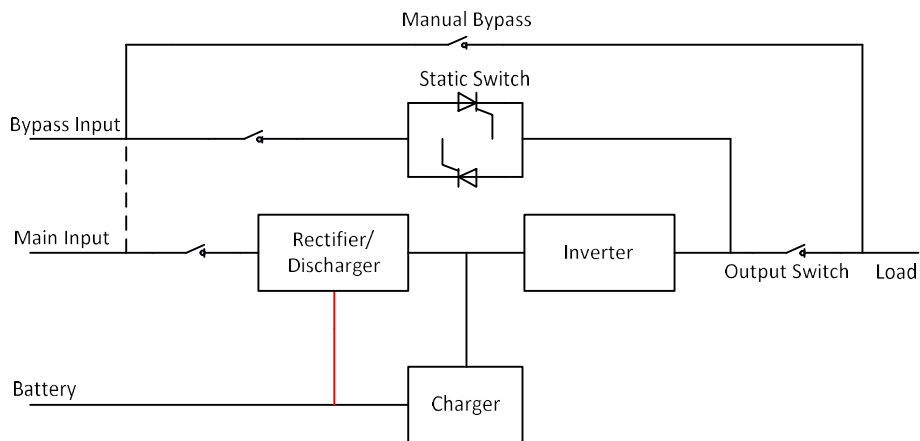 Manual Bypass
Static Switch
Bypass Input
Main Input
Rectifier/
Discharger
Inverter
Output Switch
Load
Battery
Charger